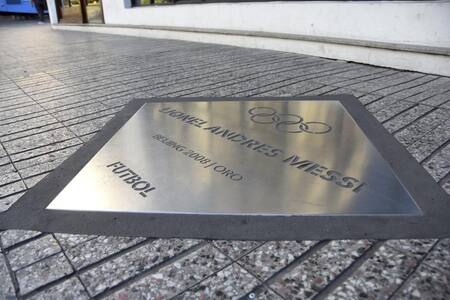 LIONEL ANDRES MESSI
BEIJING 2008 | ORO
FUTBOL